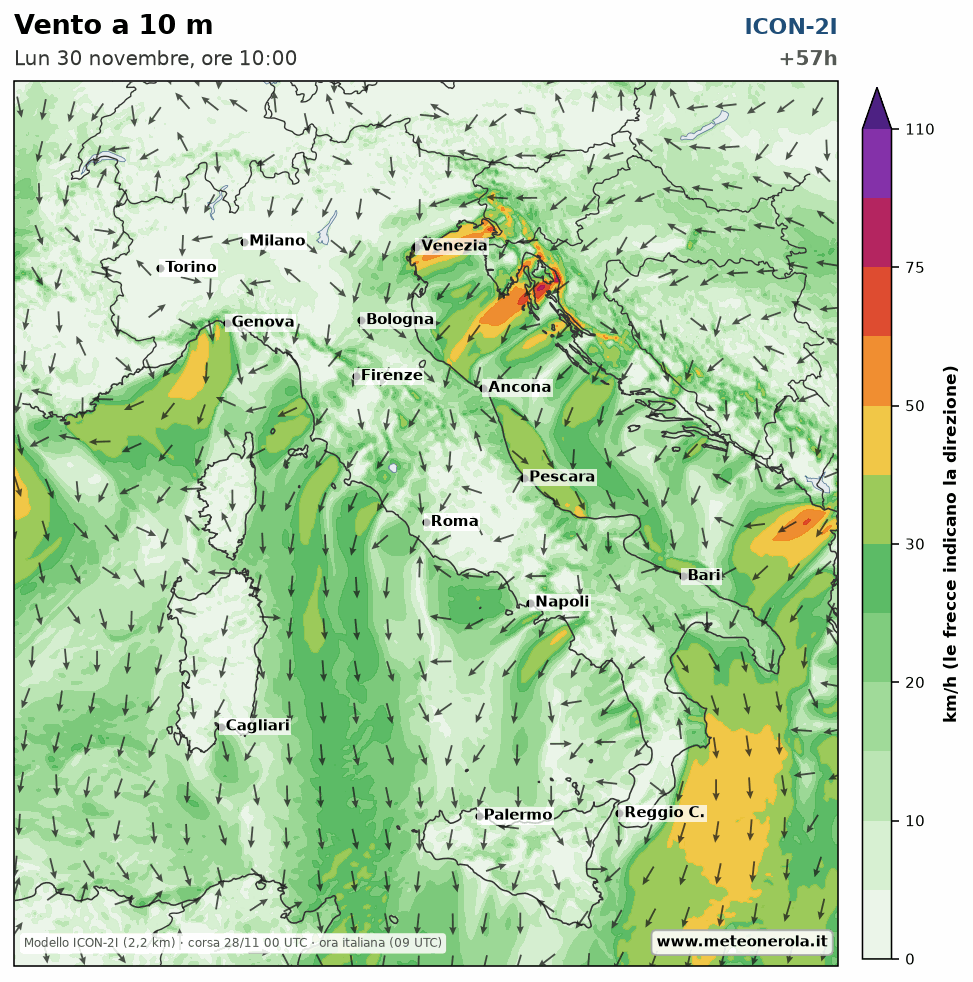 Vento a 10 m
ICON-2I
Lun 30 novembre, ore 10:00
+57h
110
75
50
30
20
10
0
km/h (le frecce indicano la direzione)
Venezia
Milano
Torino
Genova
Bologna
Firenze
Ancona
Pescara
Roma
Bari
Napoli
Cagliari
Palermo
Reggio C.
Modello ICON-2I (2,2 km) · corsa 28/11 00 UTC · ora italiana (09 UTC)
www.meteonerola.it